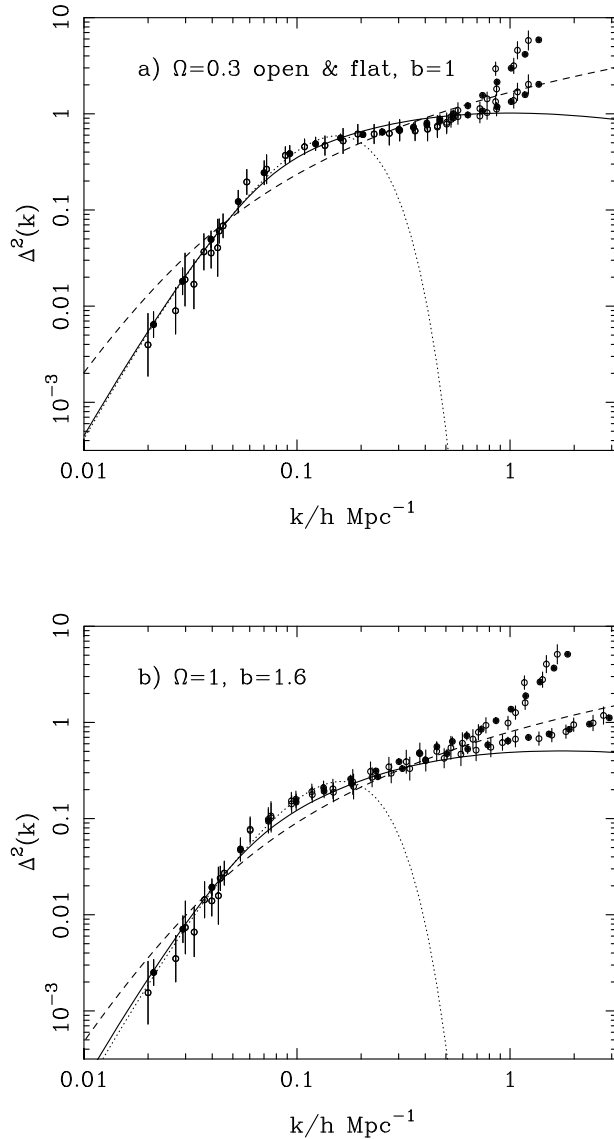 10
a) Ω=0.3 open & flat, b=1
1
0.1
Δ²(k)
0.01
10⁻³
0.01
0.1
1
k/h Mpc⁻¹
10
b) Ω=1, b=1.6
1
0.1
Δ²(k)
0.01
10⁻³
0.01
0.1
1
k/h Mpc⁻¹